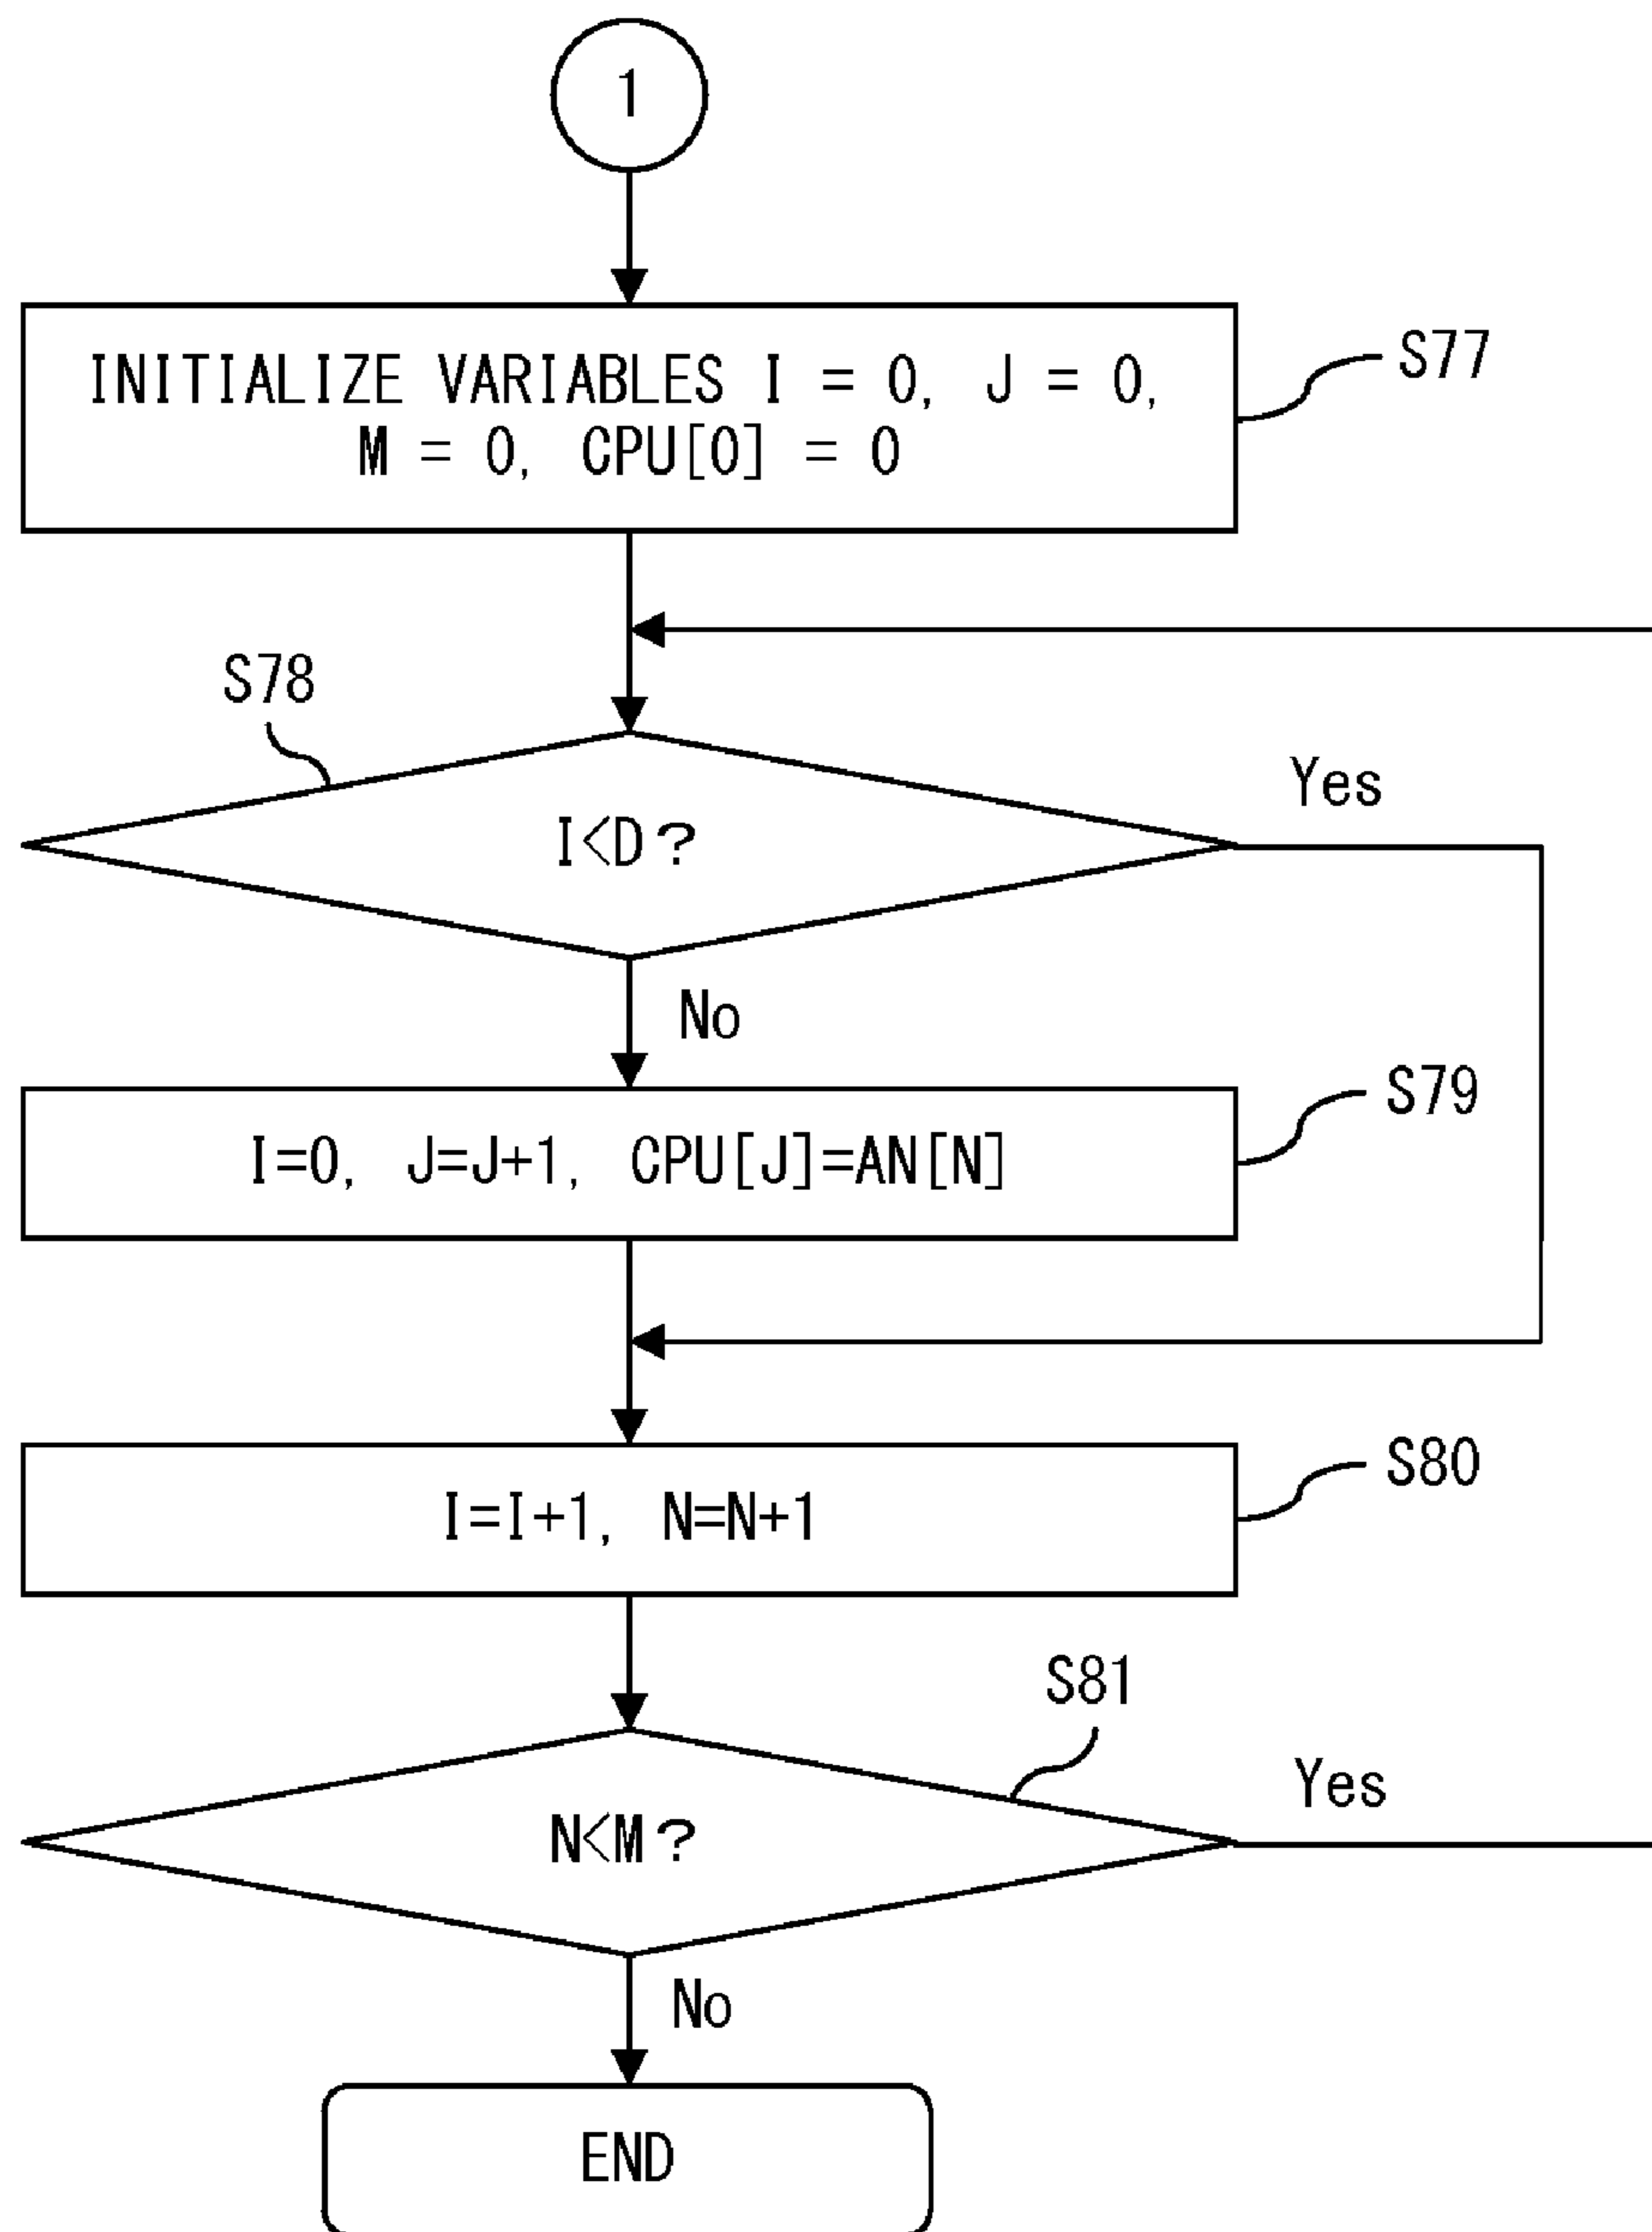 1
INITIALIZE VARIABLES I = 0, J = 0,
M = 0, CPU[0] = 0
S77
S78
I<D?
Yes
No
I=0, J=J+1, CPU[J]=AN[N]
S79
I=I+1, N=N+1
S80
S81
N<M?
Yes
No
END